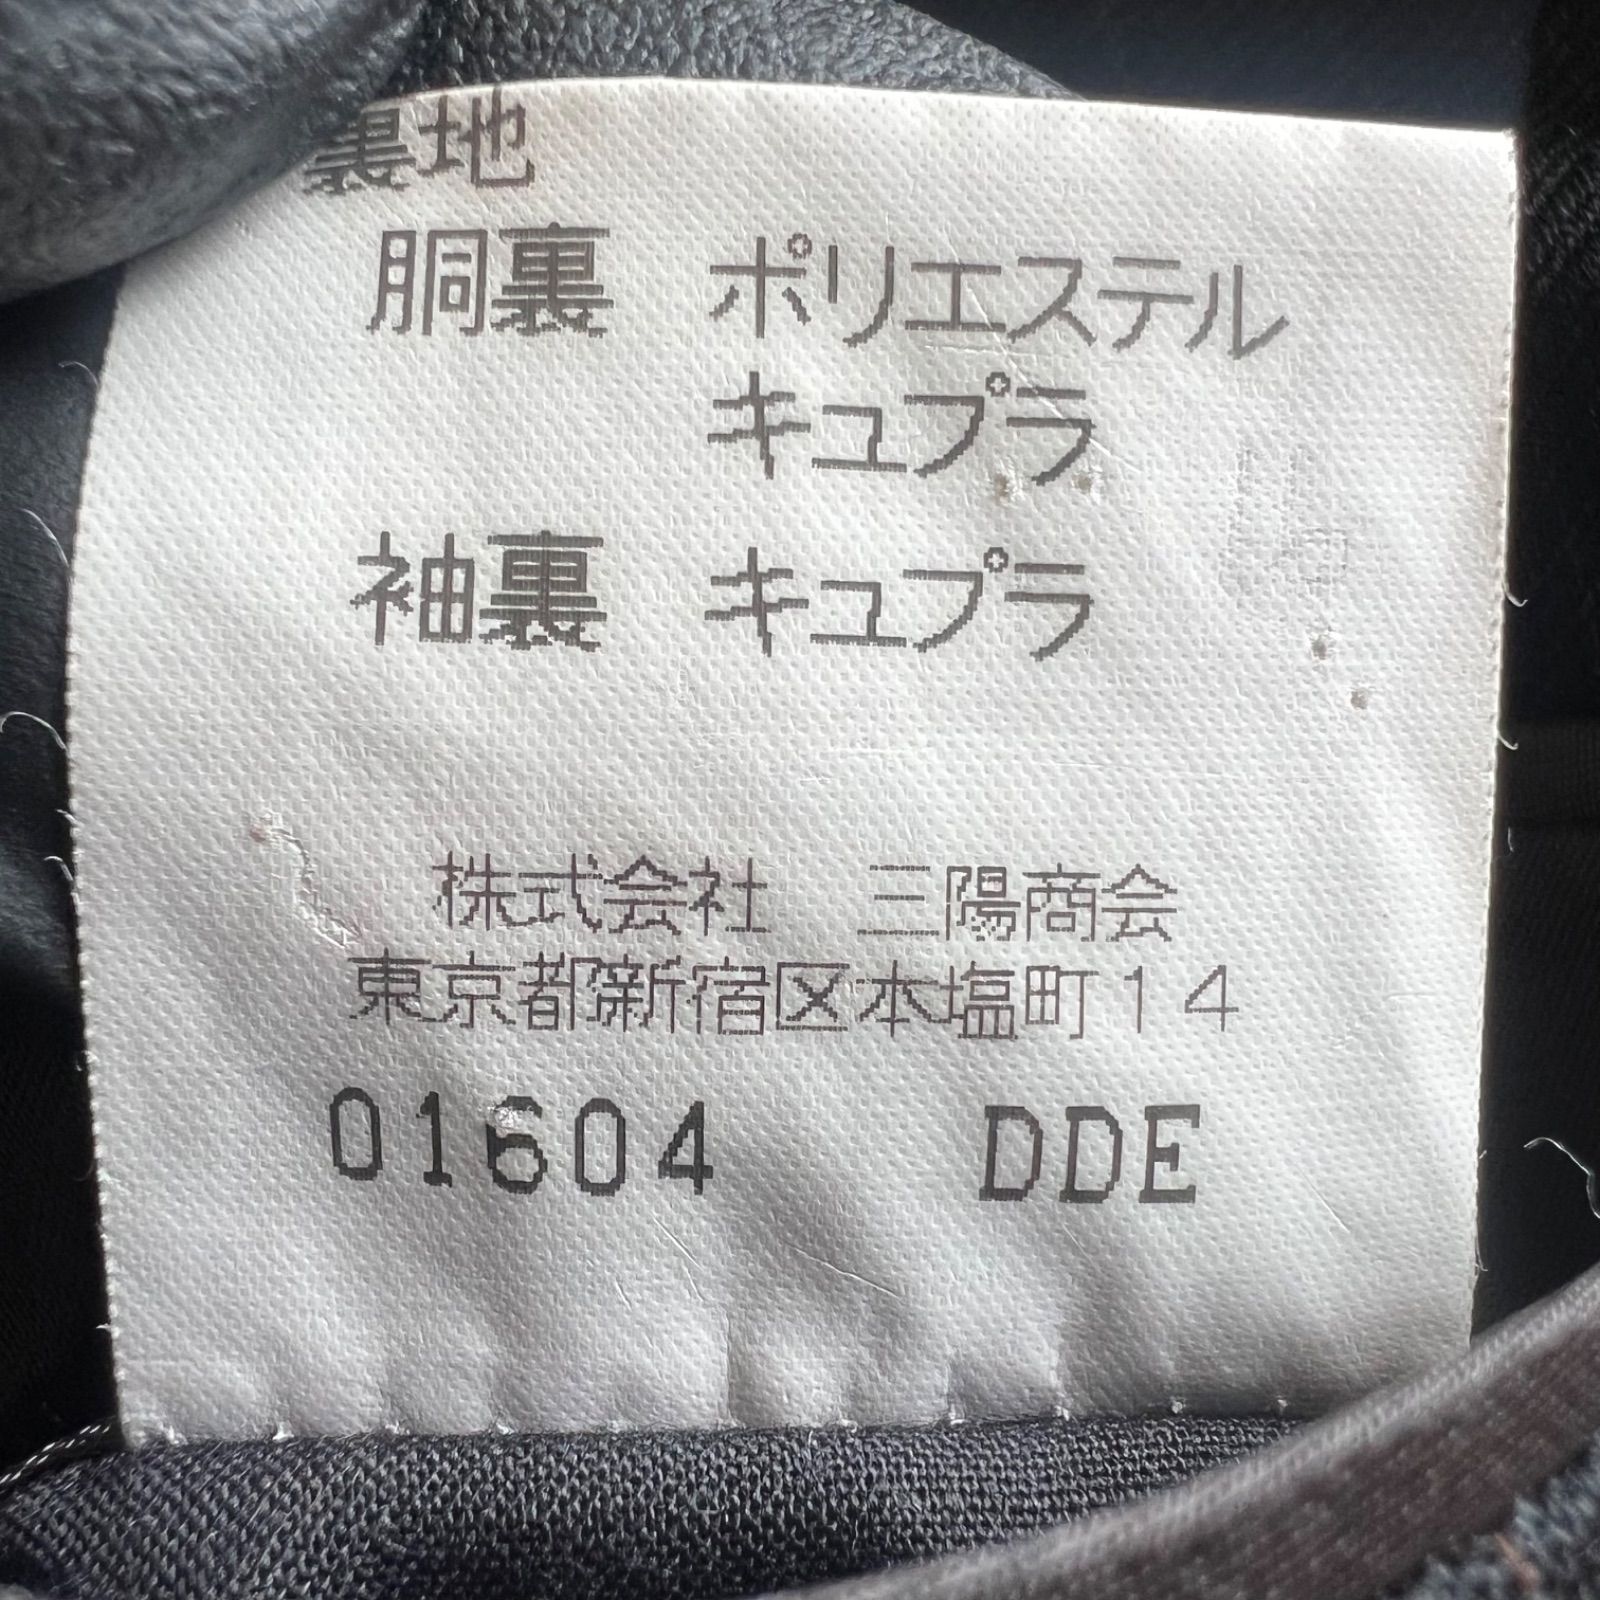 裏地
胴裏 ポリエステル
キュプラ
袖裏 キュプラ
株式会社 三陽商会
東京都新宿区本塩町14
01604 DDE